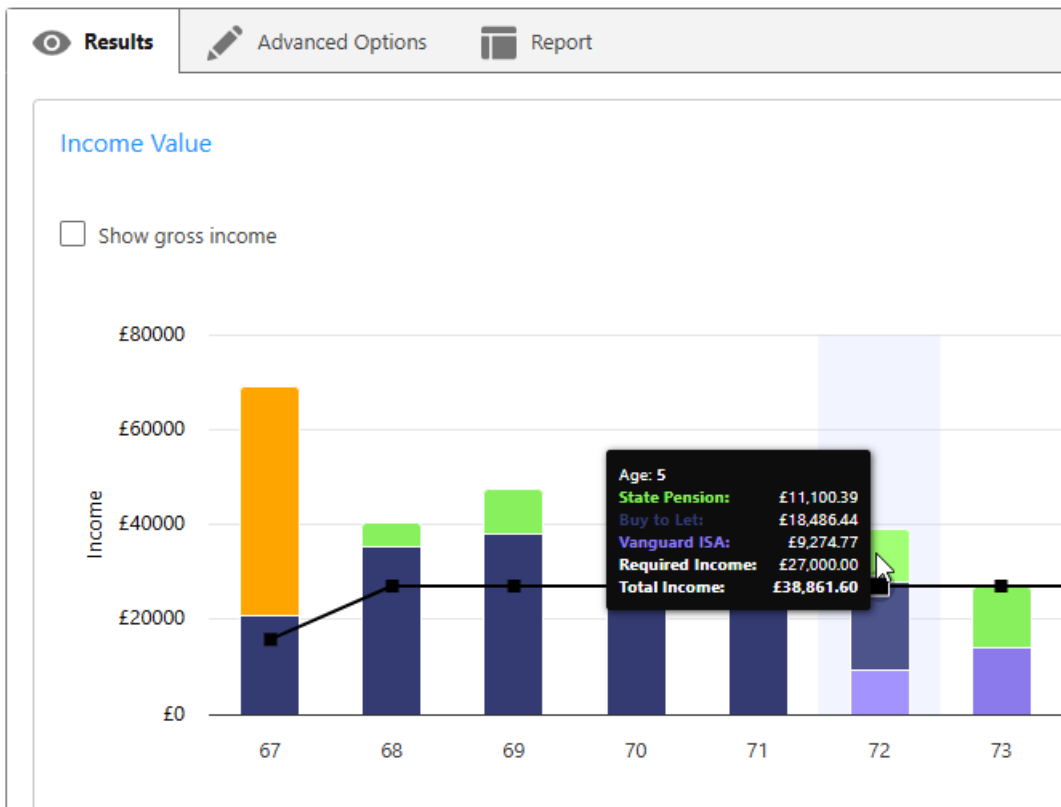 Results
Advanced Options
Report
Income Value
Show gross income
£80000
£60000
£40000
£20000
£0
Income
Age: 5
State Pension: £11,100.39
Buy to Let: £18,486.44
Vanguard ISA: £9,274.77
Required Income: £27,000.00
Total Income: £38,861.60
67 68 69 70 71 72 73